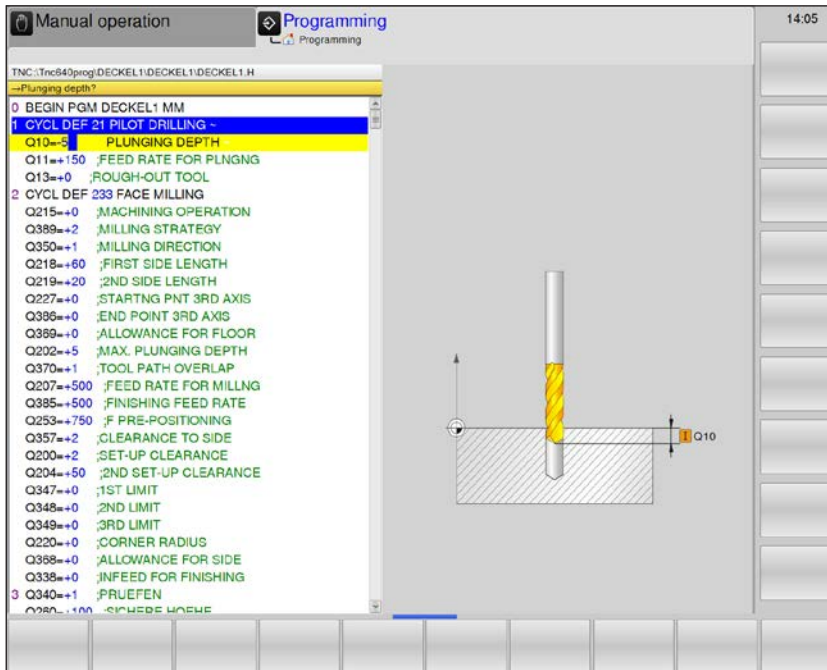 Manual operation
Programming
Programming
14:05
TNC:\Tnc640prog\DECKEL1\DECKEL1\DECKEL1.H
→Plunging depth?
0 BEGIN PGM DECKEL1 MM
1 CYCL DEF 21 PILOT DRILLING ~
Q10=-5 PLUNGING DEPTH ~
Q11=+150 ;FEED RATE FOR PLNGNG
Q13=+0 ;ROUGH-OUT TOOL
2 CYCL DEF 233 FACE MILLING
Q215=+0 ;MACHINING OPERATION
Q389=+2 ;MILLING STRATEGY
Q350=+1 ;MILLING DIRECTION
Q218=+60 ;FIRST SIDE LENGTH
Q219=+20 ;2ND SIDE LENGTH
Q227=+0 ;STARTNG PNT 3RD AXIS
Q386=+0 ;END POINT 3RD AXIS
Q369=+0 ;ALLOWANCE FOR FLOOR
Q202=+5 ;MAX. PLUNGING DEPTH
Q370=+1 ;TOOL PATH OVERLAP
Q207=+500 ;FEED RATE FOR MILLNG
Q385=+500 ;FINISHING FEED RATE
Q253=+750 ;F PRE-POSITIONING
Q357=+2 ;CLEARANCE TO SIDE
Q200=+2 ;SET-UP CLEARANCE
Q204=+50 ;2ND SET-UP CLEARANCE
Q347=+0 ;1ST LIMIT
Q348=+0 ;2ND LIMIT
Q349=+0 ;3RD LIMIT
Q220=+0 ;CORNER RADIUS
Q368=+0 ;ALLOWANCE FOR SIDE
Q338=+0 ;INFEED FOR FINISHING
3 Q340=+1 ;PRUEFEN
Q260=+100 ;SICHERE HOEHE
I Q10